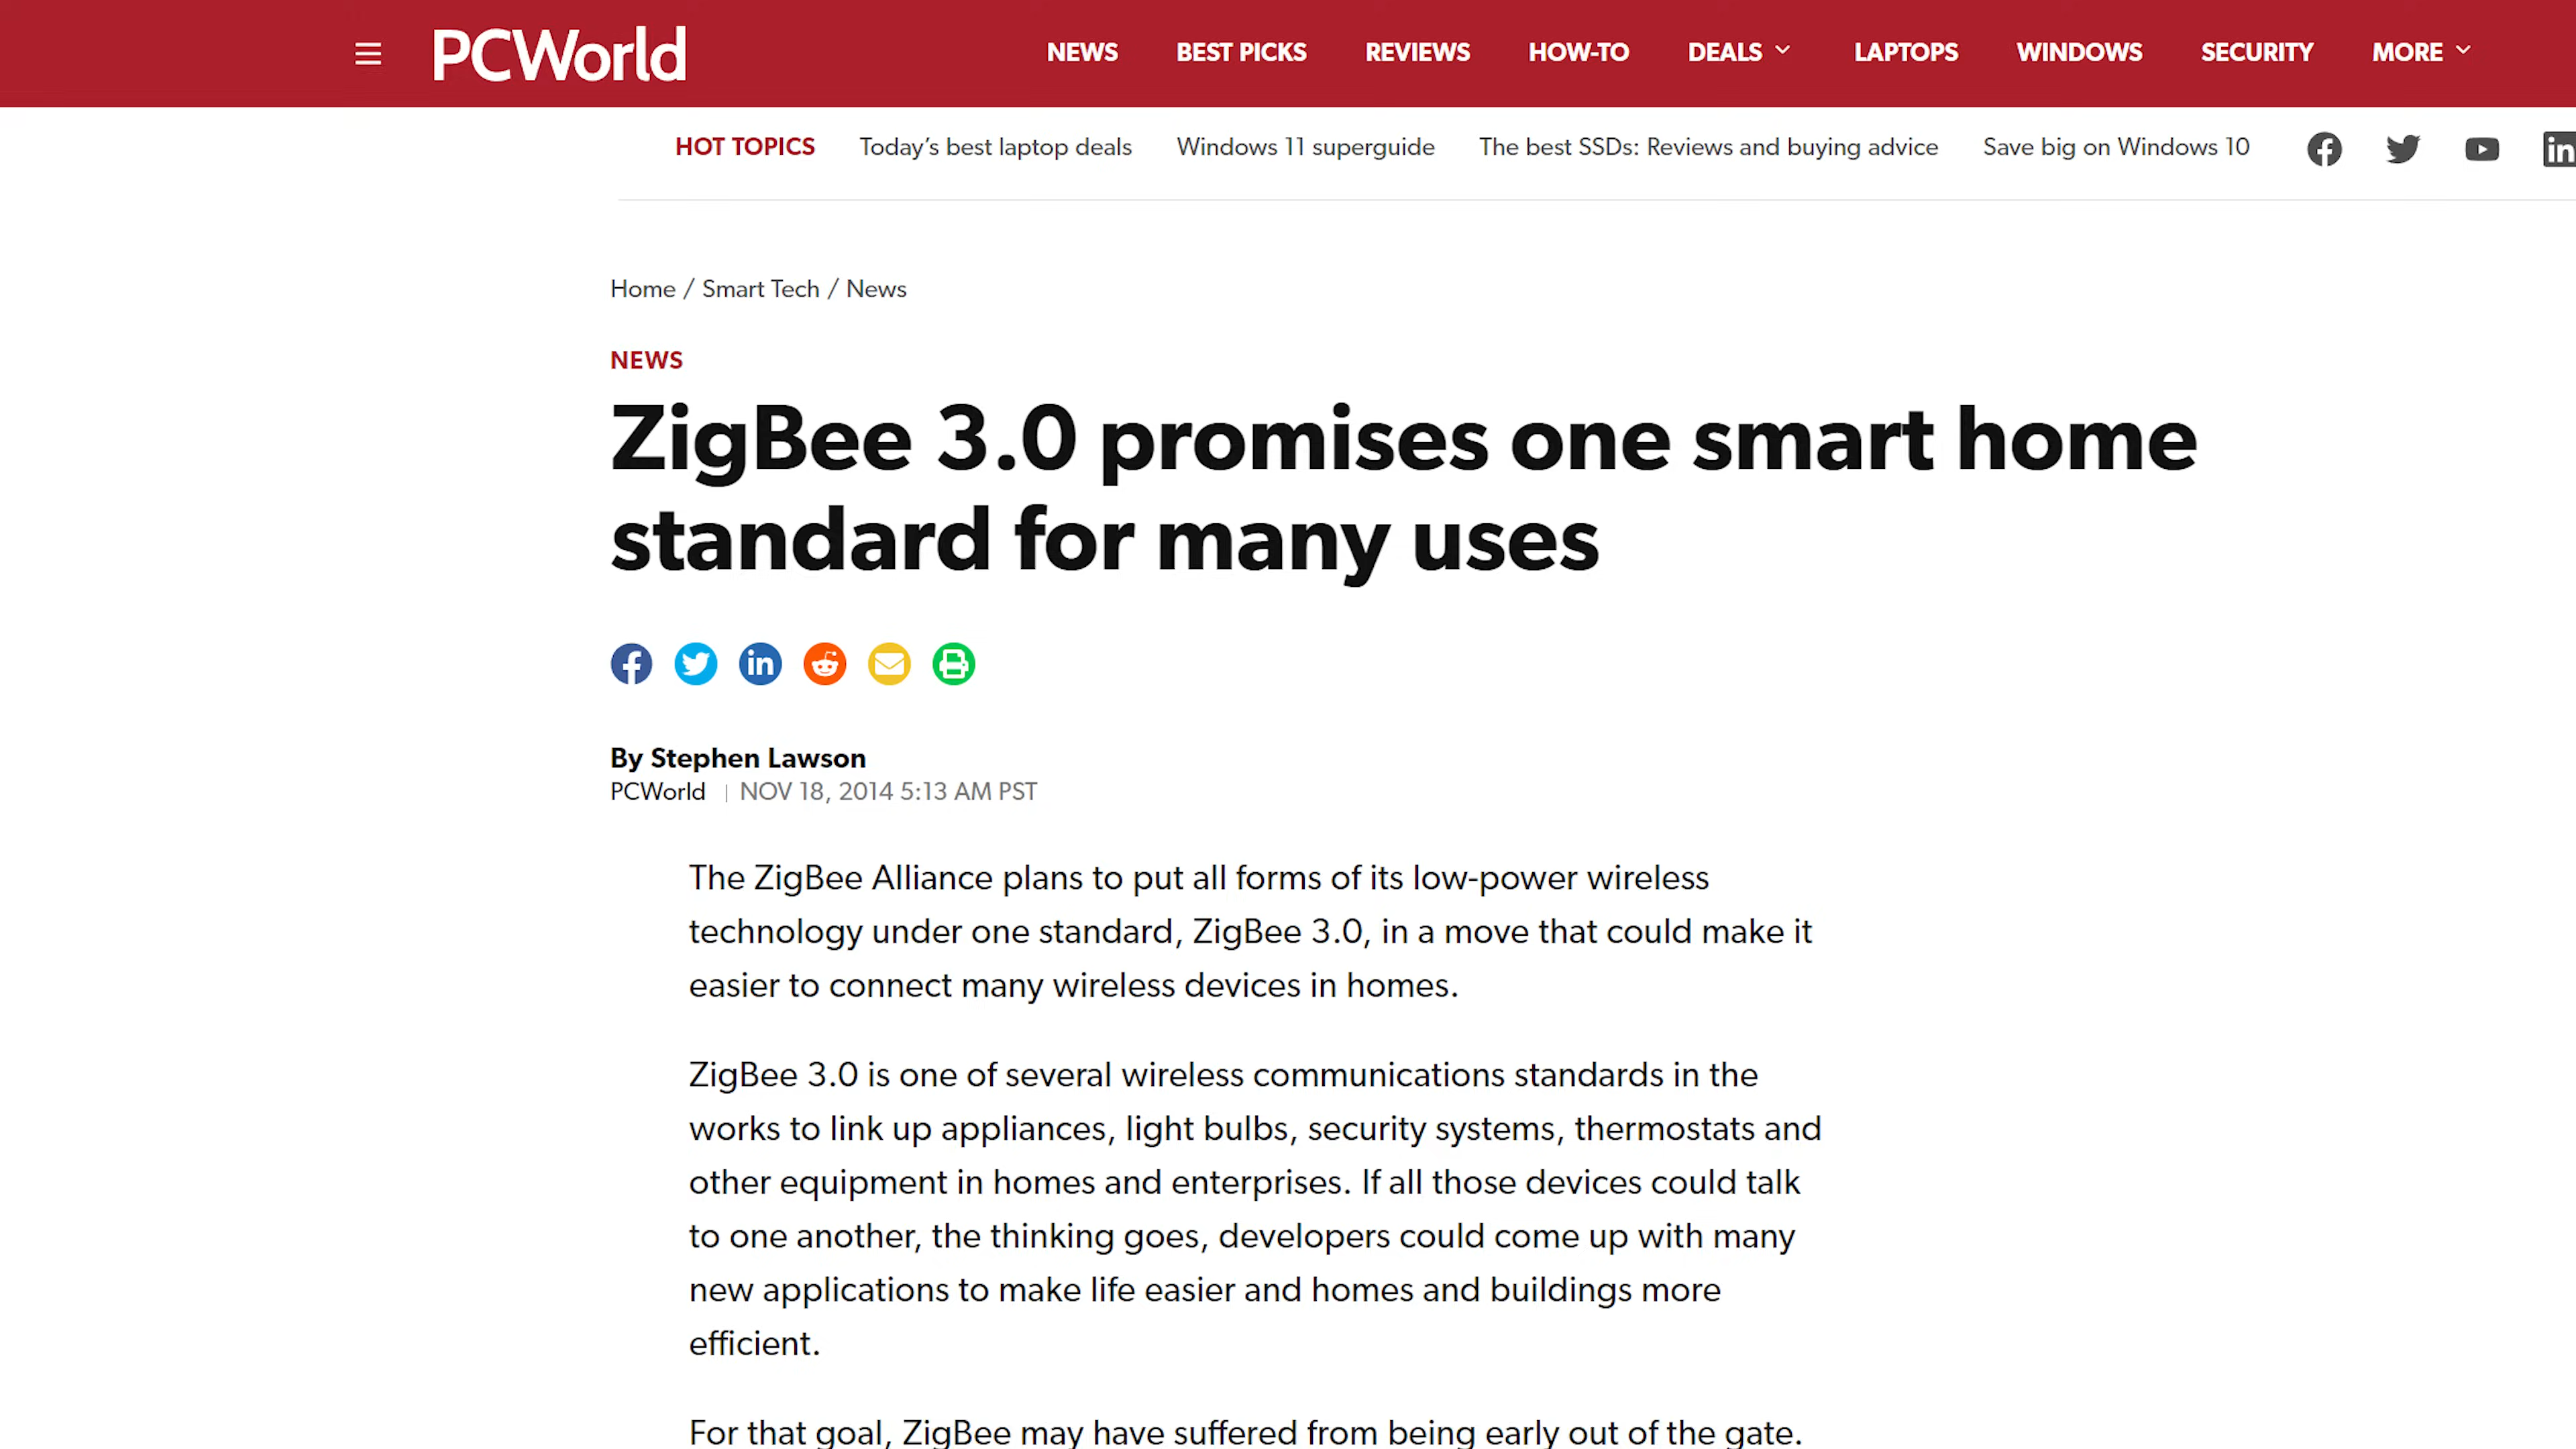 PCWorld
NEWS BEST PICKS REVIEWS HOW-TO DEALS LAPTOPS WINDOWS SECURITY MORE
HOT TOPICS Today's best laptop deals Windows 11 superguide The best SSDs: Reviews and buying advice Save big on Windows 10
Home / Smart Tech / News
NEWS
ZigBee 3.0 promises one smart home
standard for many uses
By Stephen Lawson
PCWorld | NOV 18, 2014 5:13 AM PST
The ZigBee Alliance plans to put all forms of its low-power wireless
technology under one standard, ZigBee 3.0, in a move that could make it
easier to connect many wireless devices in homes.
ZigBee 3.0 is one of several wireless communications standards in the
works to link up appliances, light bulbs, security systems, thermostats and
other equipment in homes and enterprises. If all those devices could talk
to one another, the thinking goes, developers could come up with many
new applications to make life easier and homes and buildings more
efficient.
For that goal, ZigBee may have suffered from being early out of the gate.